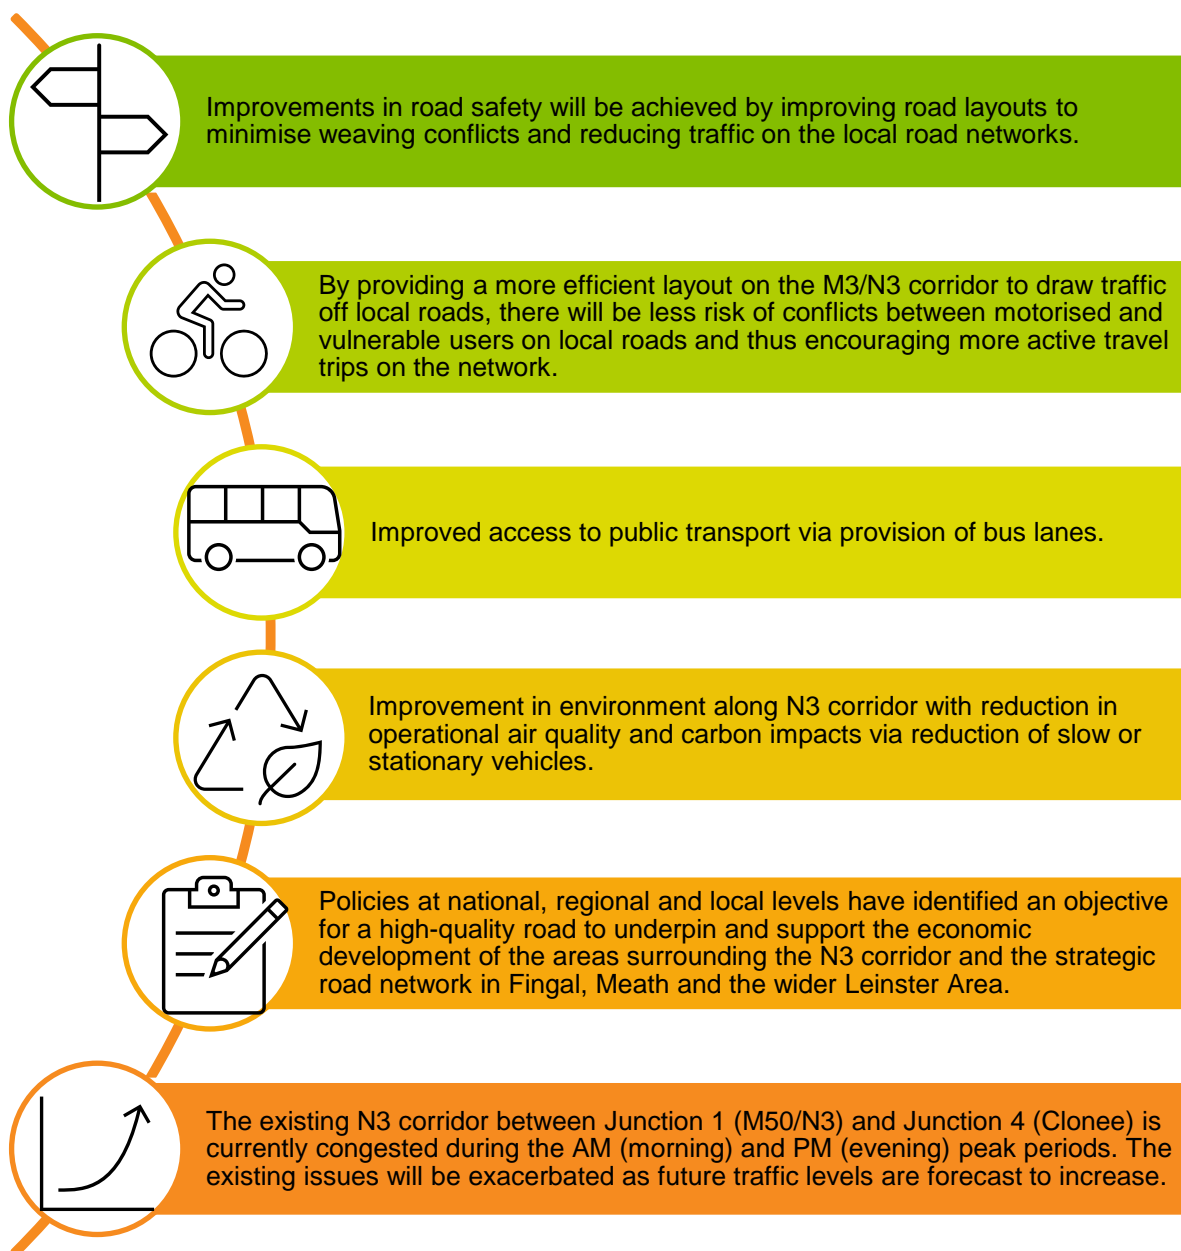 Improvements in road safety will be achieved by improving road layouts to
minimise weaving conflicts and reducing traffic on the local road networks.
By providing a more efficient layout on the M3/N3 corridor to draw traffic
off local roads, there will be less risk of conflicts between motorised and
vulnerable users on local roads and thus encouraging more active travel
trips on the network.
Improved access to public transport via provision of bus lanes.
Improvement in environment along N3 corridor with reduction in
operational air quality and carbon impacts via reduction of slow or
stationary vehicles.
Policies at national, regional and local levels have identified an objective
for a high-quality road to underpin and support the economic
development of the areas surrounding the N3 corridor and the strategic
road network in Fingal, Meath and the wider Leinster Area.
The existing N3 corridor between Junction 1 (M50/N3) and Junction 4 (Clonee) is
currently congested during the AM (morning) and PM (evening) peak periods. The
existing issues will be exacerbated as future traffic levels are forecast to increase.